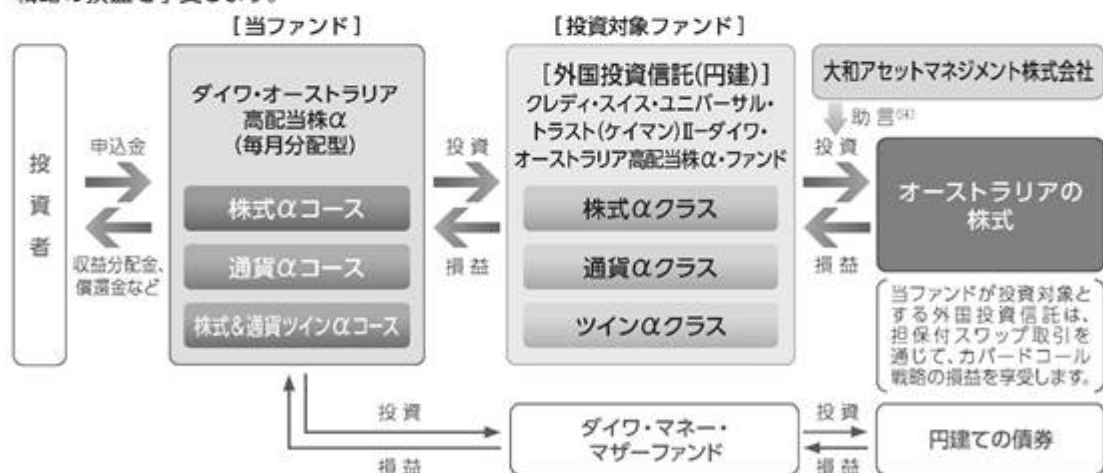 戦略の損益を享受します。
[当ファンド]
[投資対象ファンド]
投資者
申込金
収益分配金、
償還金など
ダイワ・オーストラリア
高配当株α
(毎月分配型)
株式αコース
通貨αコース
株式&通貨ツインαコース
投資
損益
[外国投資信託(円建)]
クレディ・スイス・ユニバーサル・
トラスト(ケイマン)Ⅱ-ダイワ・
オーストラリア高配当株α・ファンド
株式αクラス
通貨αクラス
ツインαクラス
大和アセットマネジメント株式会社
助言
投資
損益
オーストラリアの
株式
当ファンドが投資対象と
する外国投資信託は、
担保付スワップ取引を
通じて、カバードコール
戦略の損益を享受します。
投資
損益
ダイワ・マネー・
マザーファンド
投資
損益
円建ての債券